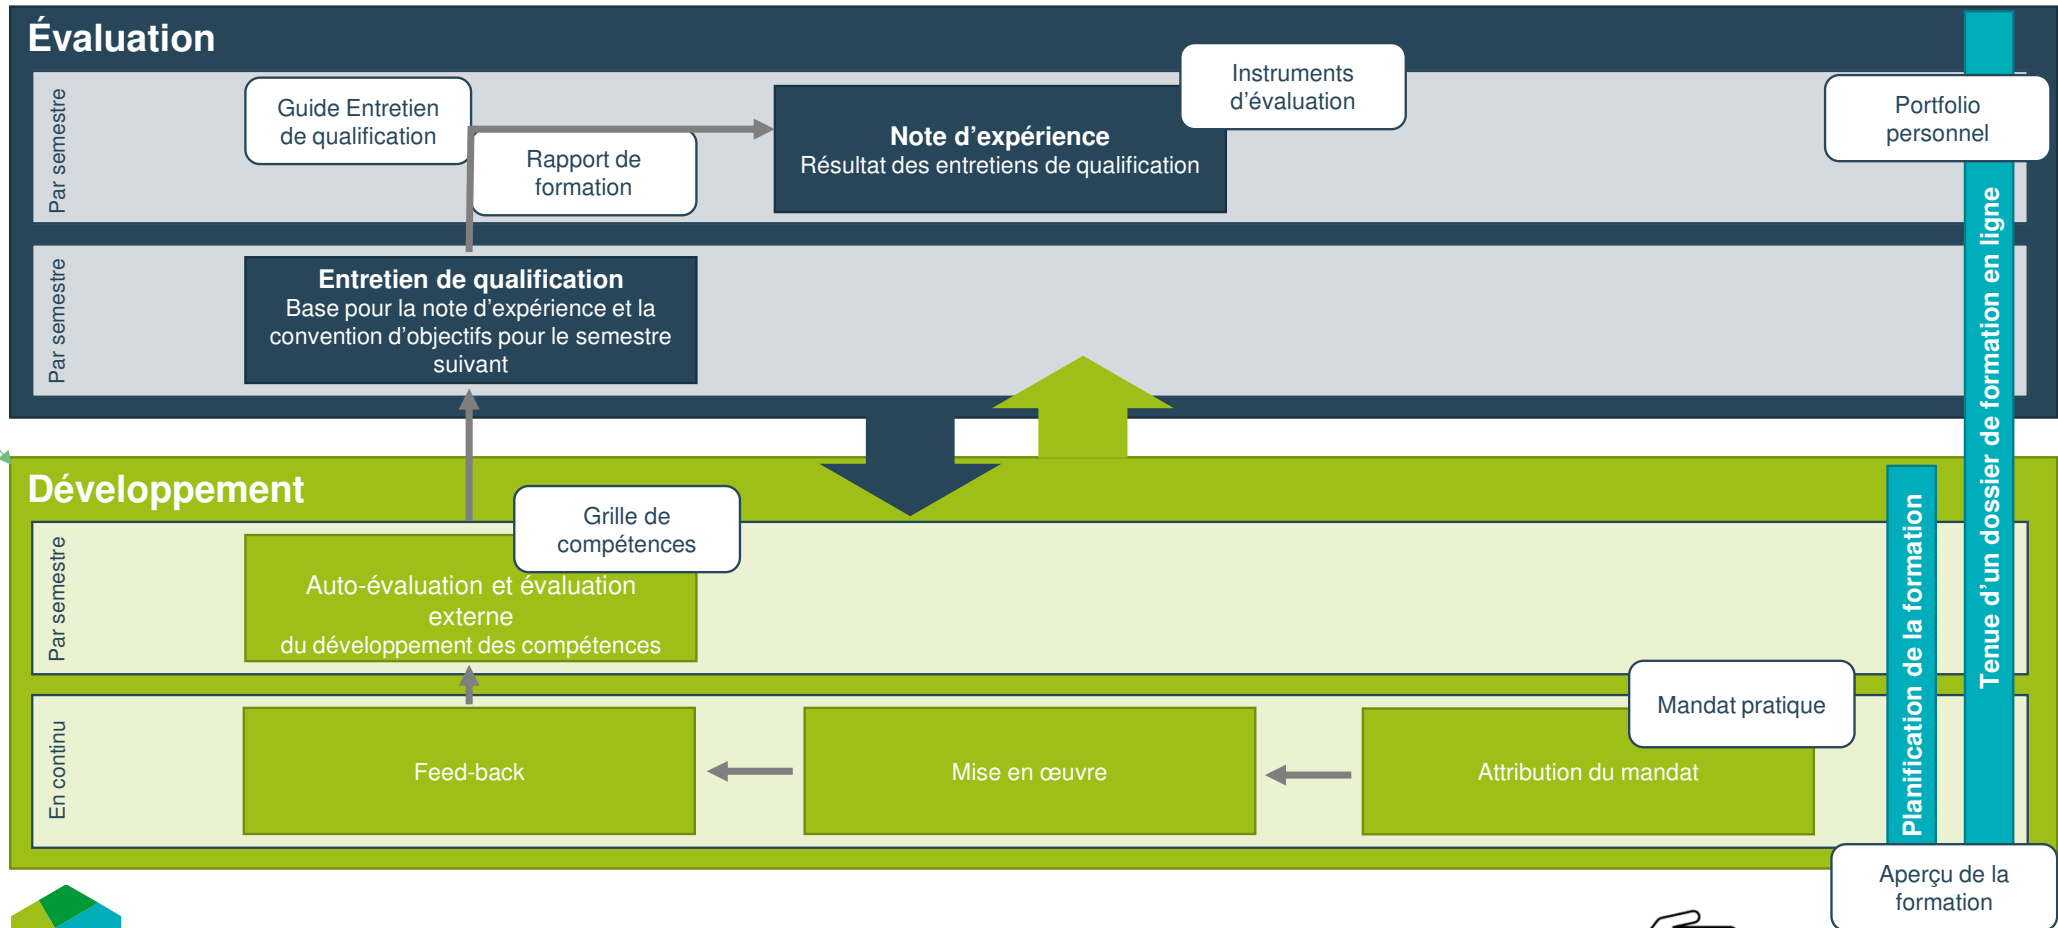 Évaluation
Par semestre
Guide Entretien
de qualification
Rapport de
formation
Note d’expérience
Résultat des entretiens de qualification
Instruments
d’évaluation
Portfolio
personnel
Par semestre
Entretien de qualification
Base pour la note d’expérience et la
convention d’objectifs pour le semestre
suivant
Tenue d’un dossier de formation en ligne
Développement
Par semestre
Grille de
compétences
Auto-évaluation et évaluation
externe
du développement des compétences
Planification de la formation
En continu
Feed-back
Mise en œuvre
Attribution du mandat
Mandat pratique
Aperçu de la
formation